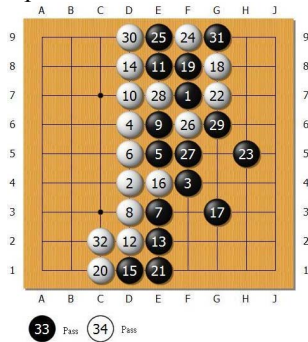 A B C D E F G H J
9 30 25 24 31 9
8 14 11 19 18 8
7 10 28 1 22 7
6 4 9 26 29 6
5 6 5 27 23 5
4 2 16 3 4
3 8 7 17 3
2 32 12 13 2
1 20 15 21 1
A B C D E F G H J
33 Pass 34 Pass